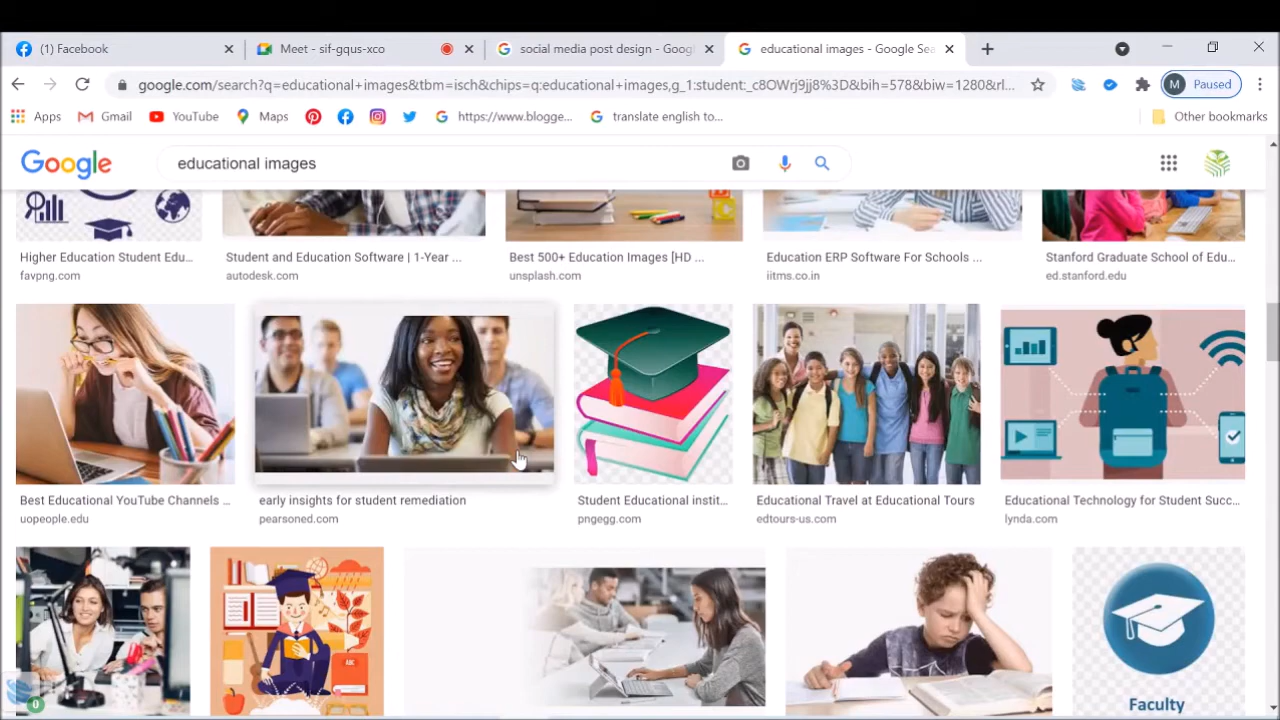 (1) Facebook
Meet - sif-gqus-xco
social media post design - Googl
educational images - Google Sea
google.com/search?q=educational+images&tbm=isch&chips=q:educational+images,g_1:student:_c8OWrj9jj8%3D&bih=578&biw=1280&rl...
M Paused
Apps
Gmail
YouTube
Maps
https://www.blogge...
translate english to...
Other bookmarks
Google
educational images
Higher Education Student Edu...
favpng.com
Student and Education Software | 1-Year ...
autodesk.com
Best 500+ Education Images [HD ...
unsplash.com
Education ERP Software For Schools ...
iitms.co.in
Stanford Graduate School of Edu...
ed.stanford.edu
Best Educational YouTube Channels ...
uopeople.edu
early insights for student remediation
pearsoned.com
Student Educational instit...
pngegg.com
Educational Travel at Educational Tours
edtours-us.com
Educational Technology for Student Succ...
lynda.com
ABC
Faculty
0